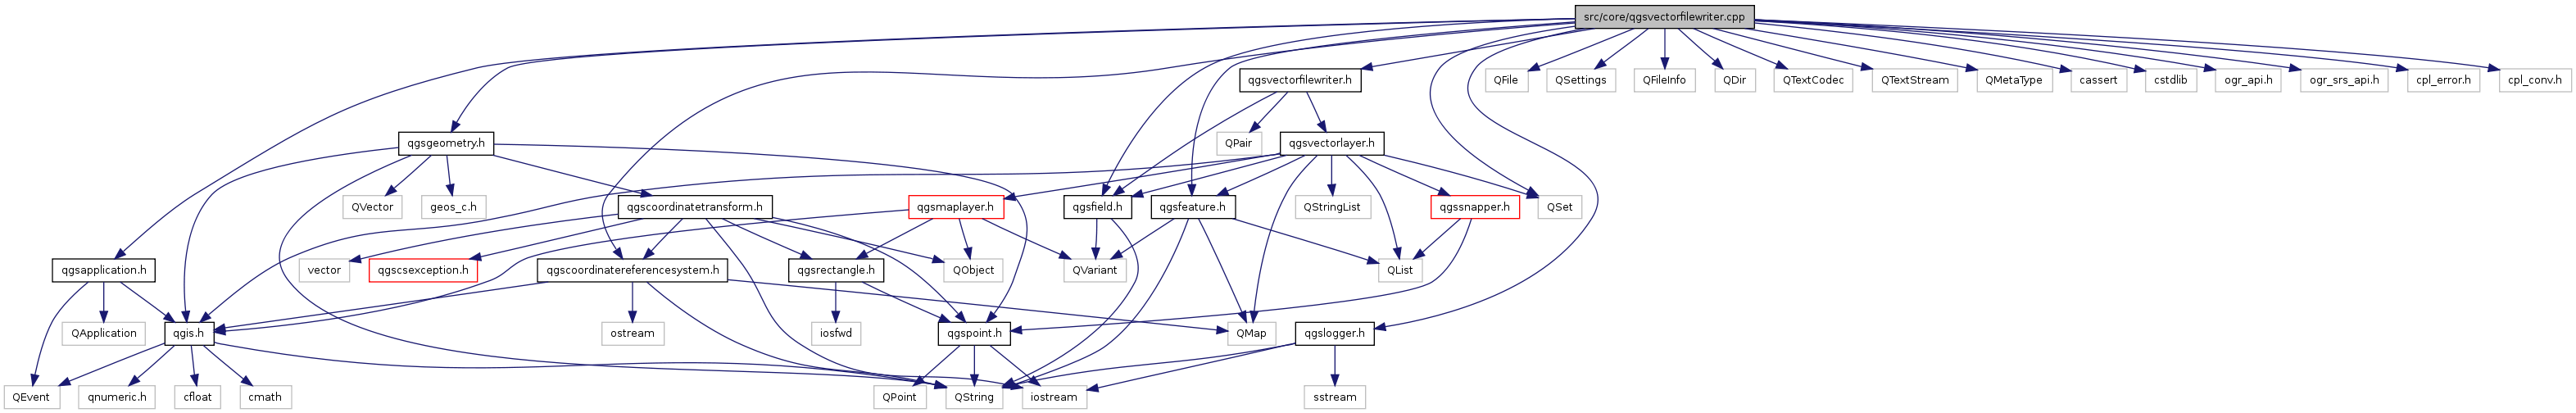 src/core/qgsvectorfilewriter.cpp
qgsvectorfilewriter.h
QFile
QSettings
QFileInfo
QDir
QTextCodec
QTextStream
QMetaType
cassert
cstdlib
ogr_api.h
ogr_srs_api.h
cpl_error.h
cpl_conv.h
qgsgeometry.h
QPair
qgsvectorlayer.h
QVector
geos_c.h
qgscoordinatetransform.h
qgsmaplayer.h
qgsfield.h
qgsfeature.h
QStringList
qgssnapper.h
QSet
qgsapplication.h
vector
qgscsexception.h
qgscoordinatereferencesystem.h
qgsrectangle.h
QObject
QVariant
QList
QApplication
qgis.h
ostream
iosfwd
qgspoint.h
QMap
qgslogger.h
QEvent
qnumeric.h
cfloat
cmath
QPoint
QString
iostream
sstream